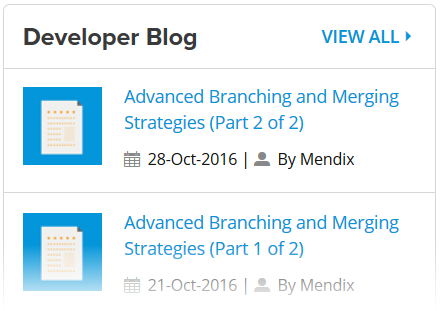 Developer Blog VIEW ALL
Advanced Branching and Merging
Strategies (Part 2 of 2)
28-Oct-2016 | By Mendix
Advanced Branching and Merging
Strategies (Part 1 of 2)
21-Oct-2016 | By Mendix